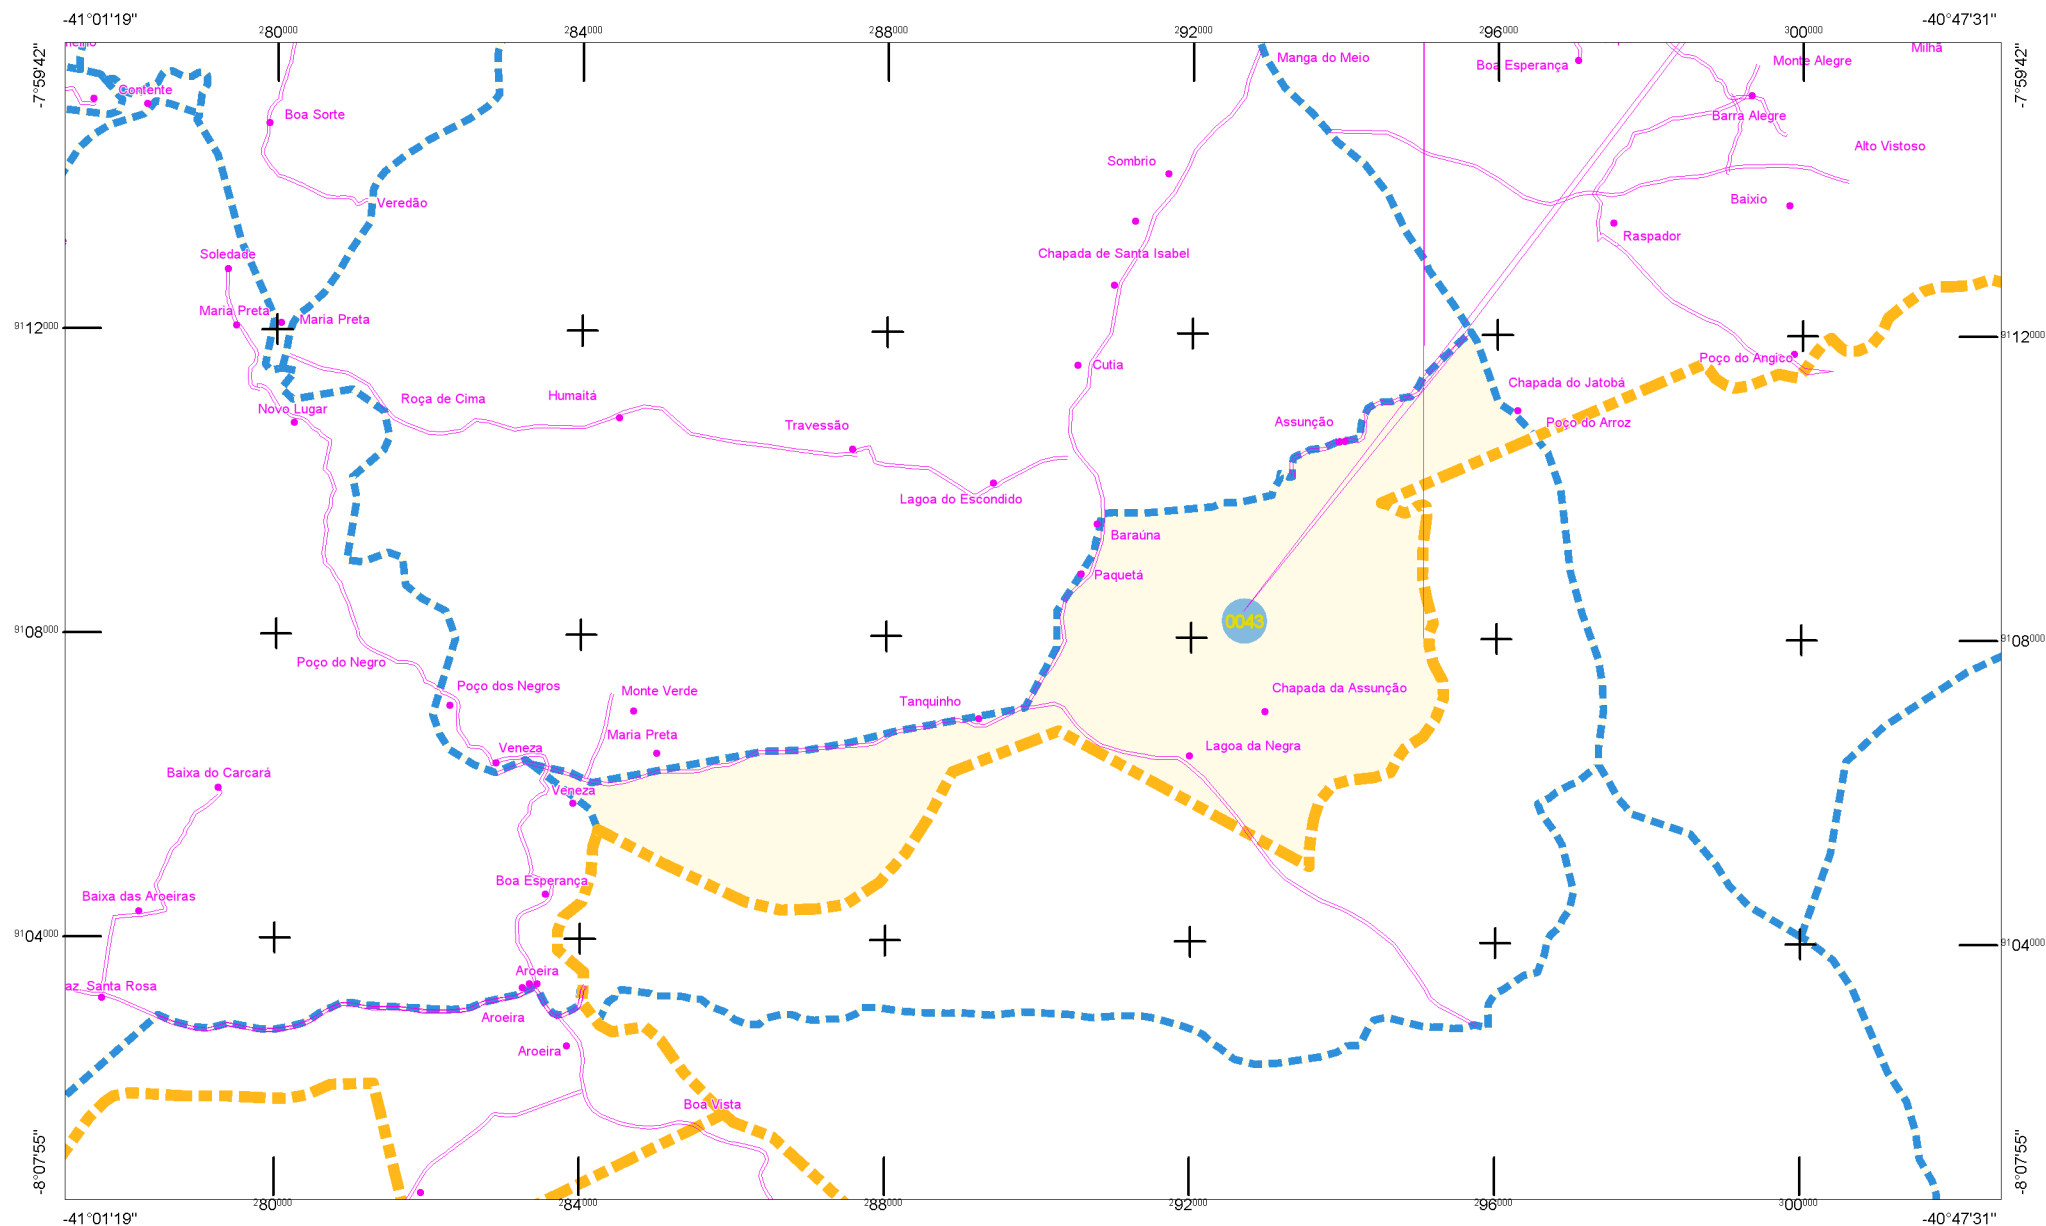 -41°01'19"
-40°47'31"
280000
284000
288000
292000
296000
300000
-7°59'42"
-7°59'42"
Milhã
Manga do Meio
Boa Esperança
Monte Alegre
Contente
Boa Sorte
Barra Alegre
Alto Vistoso
Sombrio
Veredão
Baixio
Raspador
Soledade
Chapada de Santa Isabel
Maria Preta
Maria Preta
9112000
9112000
Poço do Angico
Cutia
Chapada do Jatobá
Roça de Cima
Humaitá
Novo Lugar
Travessão
Assunção
Poço do Arroz
Lagoa do Escondido
Baraúna
Paquetá
0043
9108000
9108000
Poço do Negro
Poço dos Negros
Monte Verde
Chapada da Assunção
Tanquinho
Maria Preta
Veneza
Lagoa da Negra
Baixa do Carcará
Veneza
Boa Esperança
Baixa das Aroeiras
9104000
9104000
Aroeira
az. Santa Rosa
Aroeira
Aroeira
Boa Vista
-8°07'55"
-8°07'55"
280000
284000
288000
292000
296000
300000
-41°01'19"
-40°47'31"